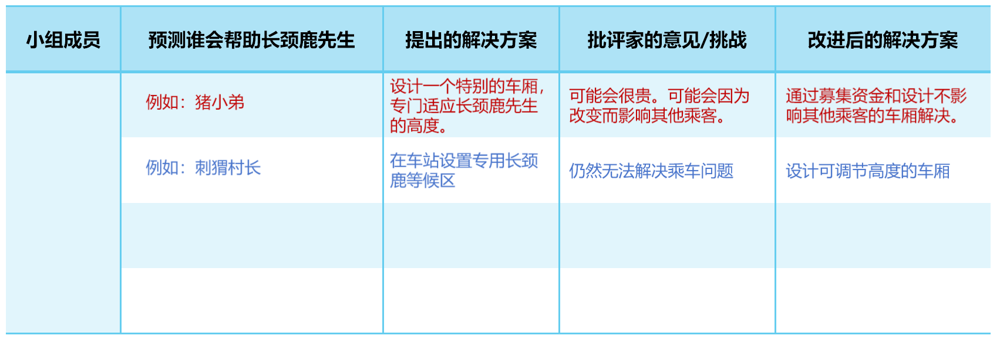 小组成员
预测谁会帮助长颈鹿先生
提出的解决方案
批评家的意见/挑战
改进后的解决方案
例如：猪小弟
设计一个特别的车厢，
专门适应长颈鹿先生
的高度。
可能会很贵。可能会因为
改变而影响其他乘客。
通过募集资金和设计不影
响其他乘客的车厢解决。
例如：刺猬村长
在车站设置专用长颈
鹿等候区
仍然无法解决乘车问题
设计可调节高度的车厢